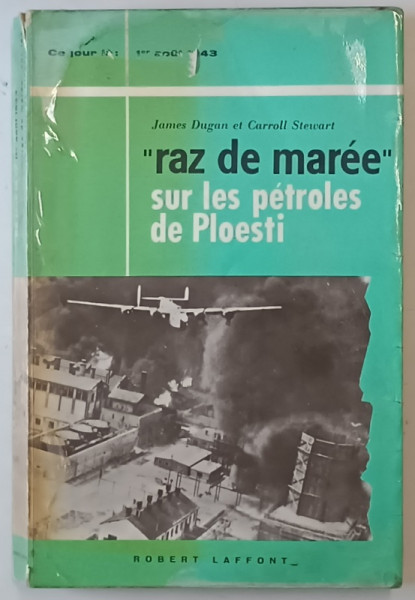 Ce jour là: 1er août 1943
James Dugan et Carroll Stewart
"raz de marée"
sur les pétroles
de Ploesti
ROBERT LAFFONT